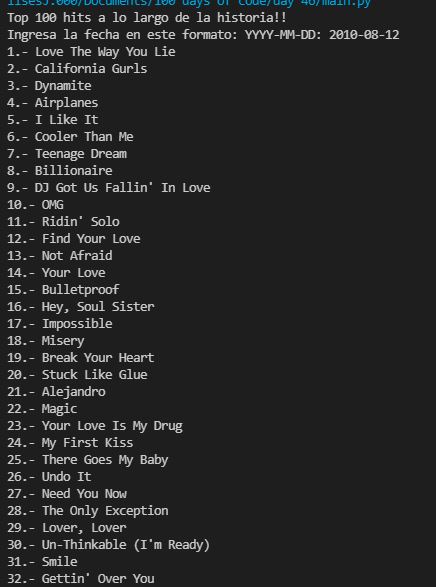 /Documents/100 days of Code/day 46/main.py
Top 100 hits a lo largo de la historia!!
Ingresa la fecha en este formato: YYYY-MM-DD: 2010-08-12
1.- Love The Way You Lie
2.- California Gurls
3.- Dynamite
4.- Airplanes
5.- I Like It
6.- Cooler Than Me
7.- Teenage Dream
8.- Billionaire
9.- DJ Got Us Fallin' In Love
10.- OMG
11.- Ridin' Solo
12.- Find Your Love
13.- Not Afraid
14.- Your Love
15.- Bulletproof
16.- Hey, Soul Sister
17.- Impossible
18.- Misery
19.- Break Your Heart
20.- Stuck Like Glue
21.- Alejandro
22.- Magic
23.- Your Love Is My Drug
24.- My First Kiss
25.- There Goes My Baby
26.- Undo It
27.- Need You Now
28.- The Only Exception
29.- Lover, Lover
30.- Un-Thinkable (I'm Ready)
31.- Smile
32.- Gettin' Over You